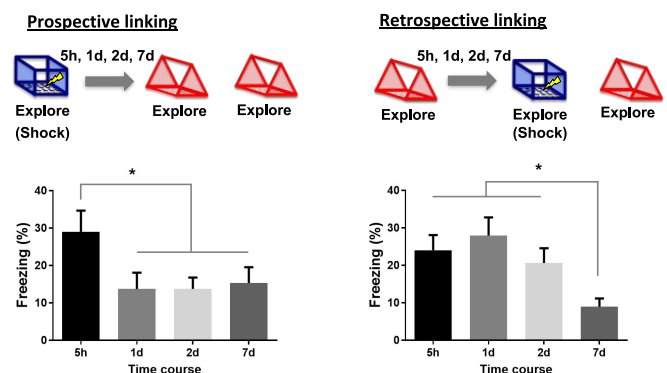 Prospective linking
5h, 1d, 2d, 7d
Explore
(Shock)
Explore
Explore
*
Freezing (%)
40
30
20
10
0
5h 1d 2d 7d
Time course
Retrospective linking
5h, 1d, 2d, 7d
Explore
Explore
(Shock)
Explore
*
Freezing (%)
40
30
20
10
0
5h 1d 2d 7d
Time course